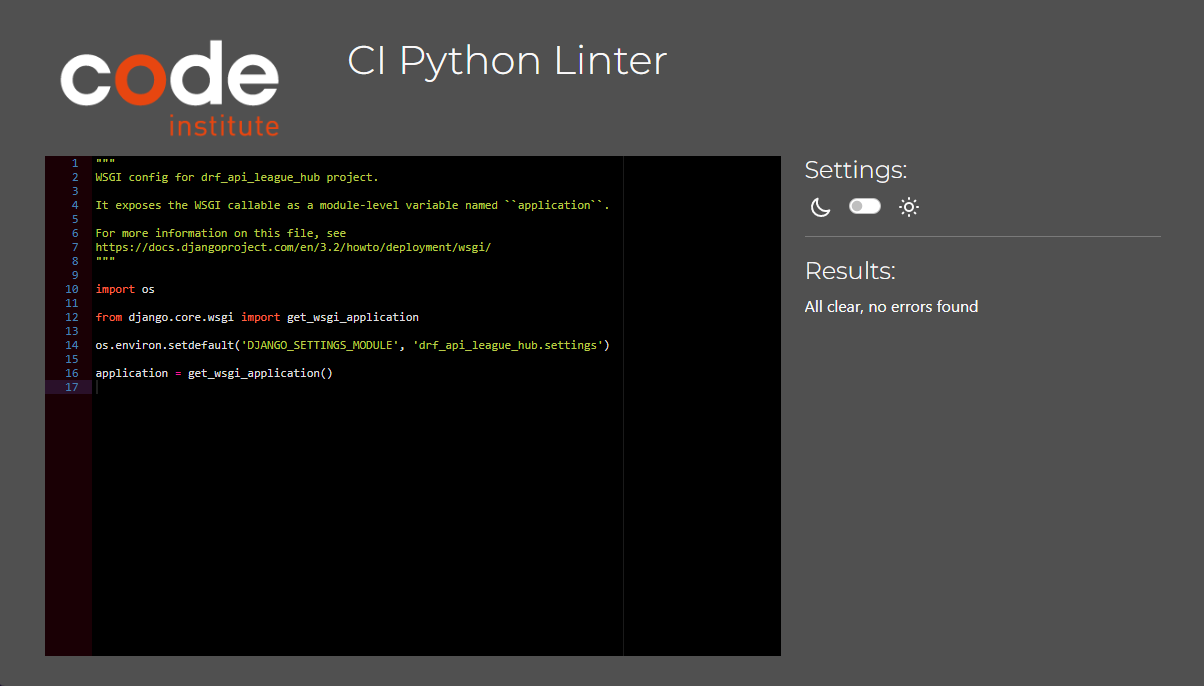 code
institute
CI Python Linter
1 """
2 WSGI config for drf_api_league_hub project.
3
4 It exposes the WSGI callable as a module-level variable named ``application``.
5
6 For more information on this file, see
7 https://docs.djangoproject.com/en/3.2/howto/deployment/wsgi/
8 """
9
10 import os
11
12 from django.core.wsgi import get_wsgi_application
13
14 os.environ.setdefault('DJANGO_SETTINGS_MODULE', 'drf_api_league_hub.settings')
15
16 application = get_wsgi_application()
17
Settings:
Results:
All clear, no errors found